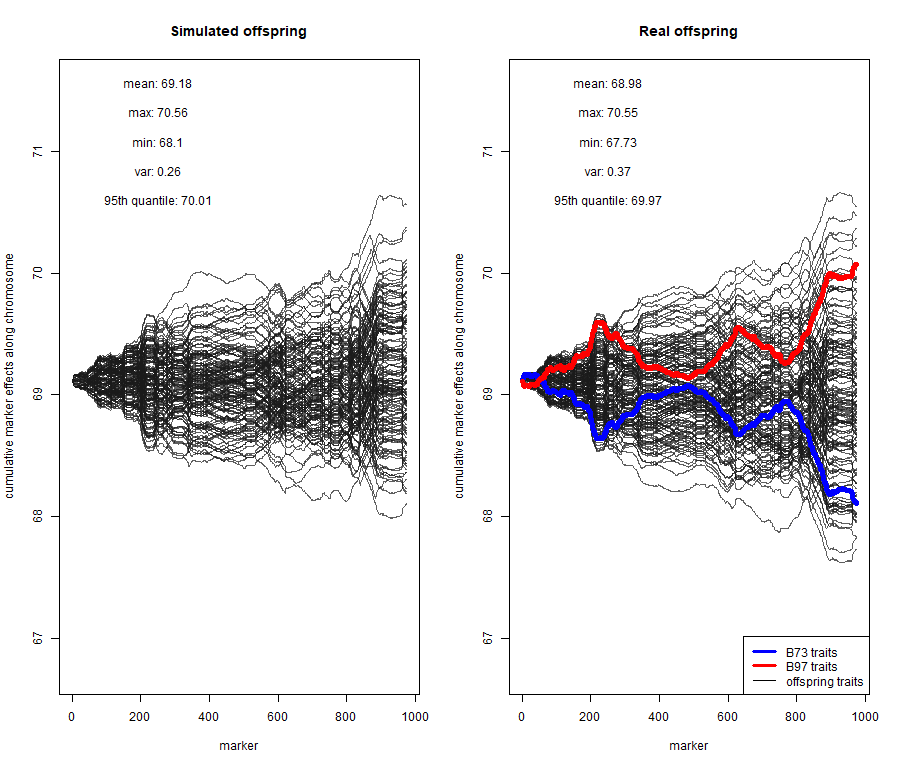 Simulated offspring
mean: 69.18
max: 70.56
min: 68.1
var: 0.26
95th quantile: 70.01
cumulative marker effects along chromosome
71
70
69
68
67
0 200 400 600 800 1000
marker
Real offspring
mean: 68.98
max: 70.55
min: 67.73
var: 0.37
95th quantile: 69.97
cumulative marker effects along chromosome
71
70
69
68
67
B73 traits
B97 traits
offspring traits
0 200 400 600 800 1000
marker